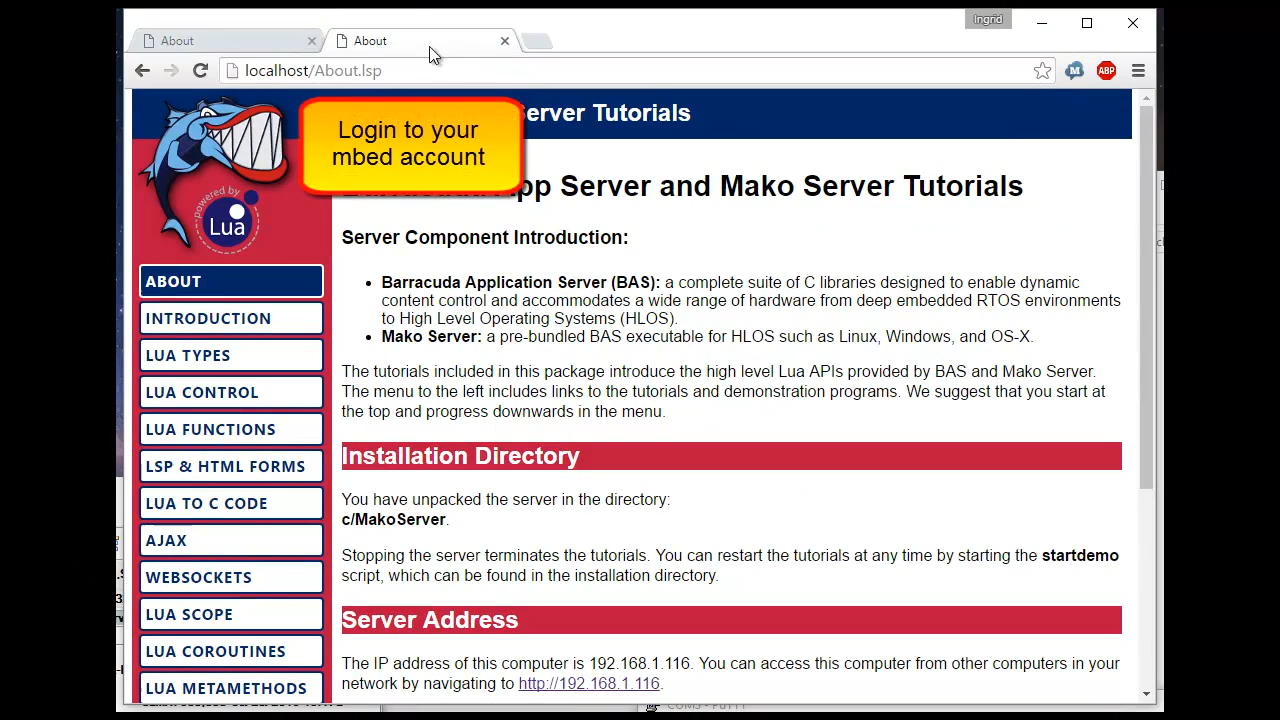 Ingrid
About
About
localhost/About.lsp
ABP
Login to your
mbed account
Server Tutorials
App Server and Mako Server Tutorials
powered by
Lua
Server Component Introduction:
ABOUT
INTRODUCTION
LUA TYPES
LUA CONTROL
LUA FUNCTIONS
LSP & HTML FORMS
LUA TO C CODE
AJAX
WEBSOCKETS
LUA SCOPE
LUA COROUTINES
LUA METAMETHODS
• Barracuda Application Server (BAS): a complete suite of C libraries designed to enable dynamic
content control and accommodates a wide range of hardware from deep embedded RTOS environments
to High Level Operating Systems (HLOS).
• Mako Server: a pre-bundled BAS executable for HLOS such as Linux, Windows, and OS-X.
The tutorials included in this package introduce the high level Lua APIs provided by BAS and Mako Server.
The menu to the left includes links to the tutorials and demonstration programs. We suggest that you start at
the top and progress downwards in the menu.
Installation Directory
You have unpacked the server in the directory:
c/MakoServer.
Stopping the server terminates the tutorials. You can restart the tutorials at any time by starting the startdemo
script, which can be found in the installation directory.
Server Address
The IP address of this computer is 192.168.1.116. You can access this computer from other computers in your
network by navigating to http://192.168.1.116.